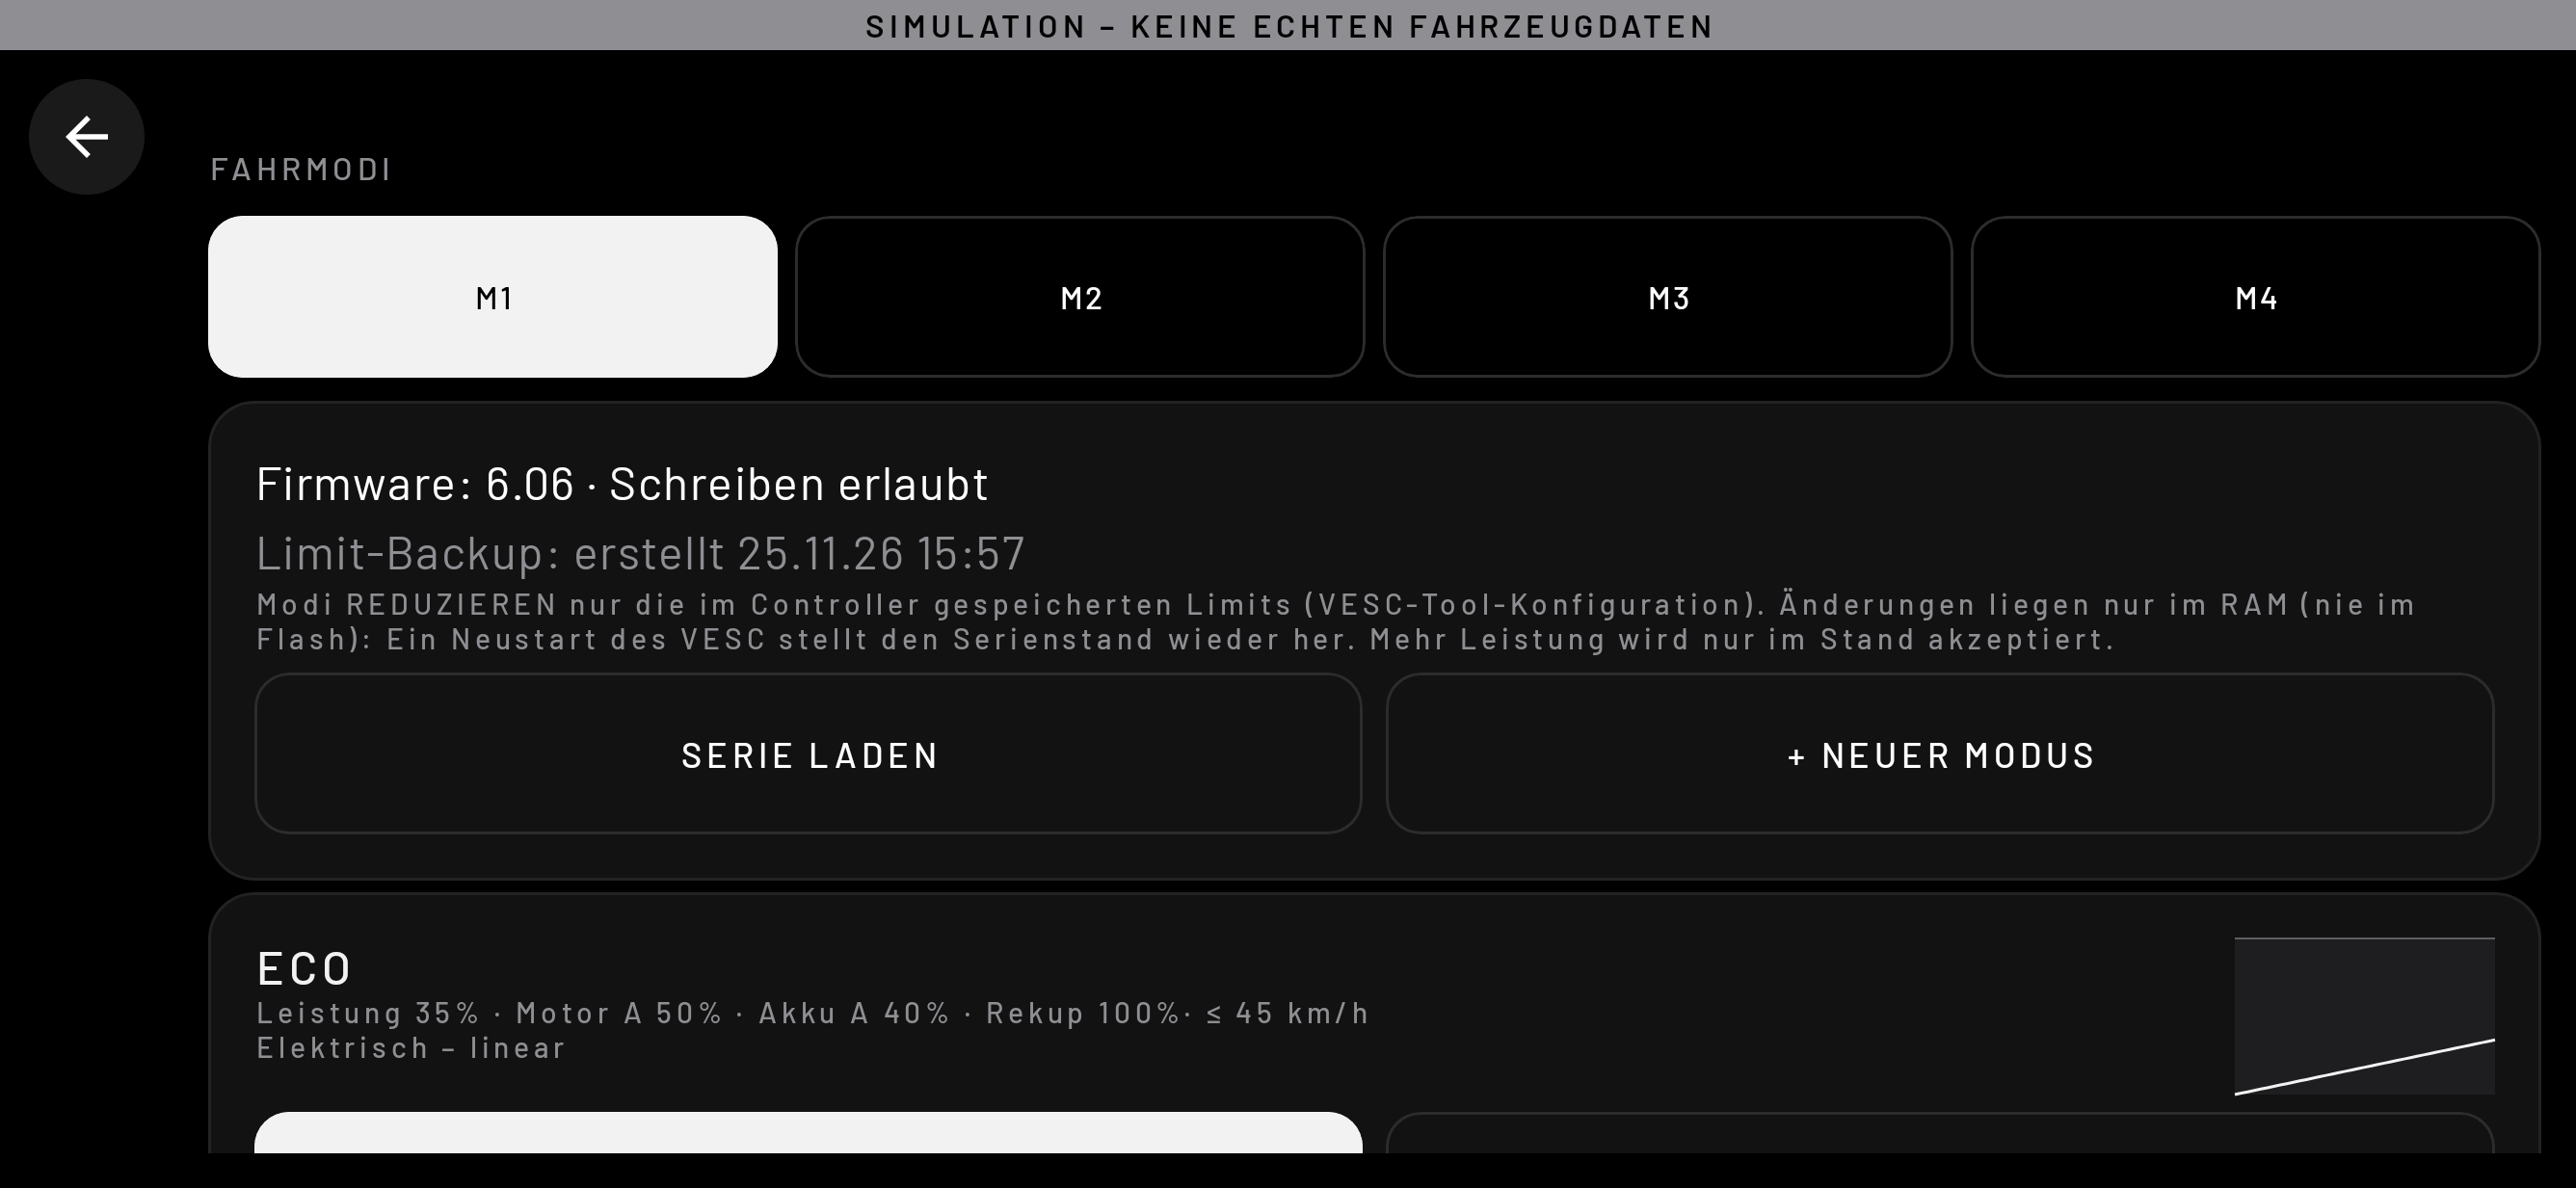 SIMULATION – KEINE ECHTEN FAHRZEUGDATEN
FAHRMODI
M1
M2
M3
M4
Firmware: 6.06 · Schreiben erlaubt
Limit-Backup: erstellt 25.11.26 15:57
Modi REDUZIEREN nur die im Controller gespeicherten Limits (VESC-Tool-Konfiguration). Änderungen liegen nur im RAM (nie im
Flash): Ein Neustart des VESC stellt den Serienstand wieder her. Mehr Leistung wird nur im Stand akzeptiert.
SERIE LADEN
+ NEUER MODUS
ECO
Leistung 35% · Motor A 50% · Akku A 40% · Rekup 100%· ≤ 45 km/h
Elektrisch – linear